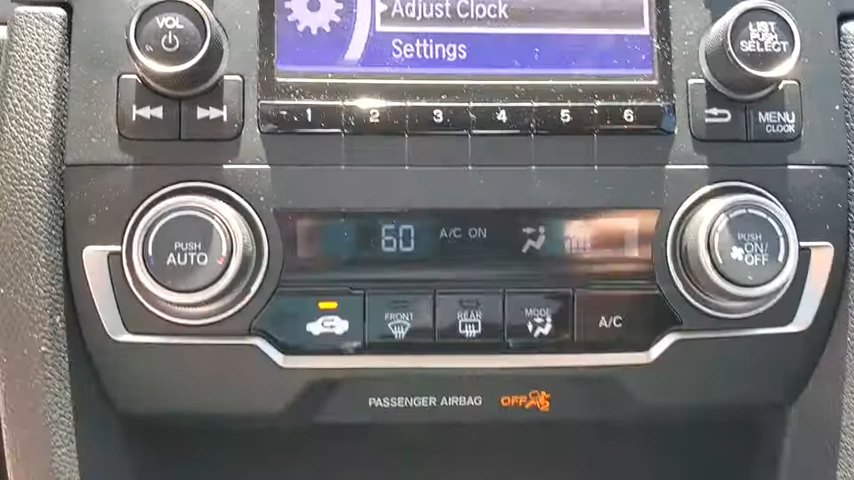 VOL
Adjust Clock
LIST
PUSH
SELECT
Settings
1 2 3 4 5 6
MENU
CLOCK
PUSH
AUTO
60 A/C ON
PUSH
ON/
OFF
FRONT REAR MODE A/C
PASSENGER AIRBAG OFF